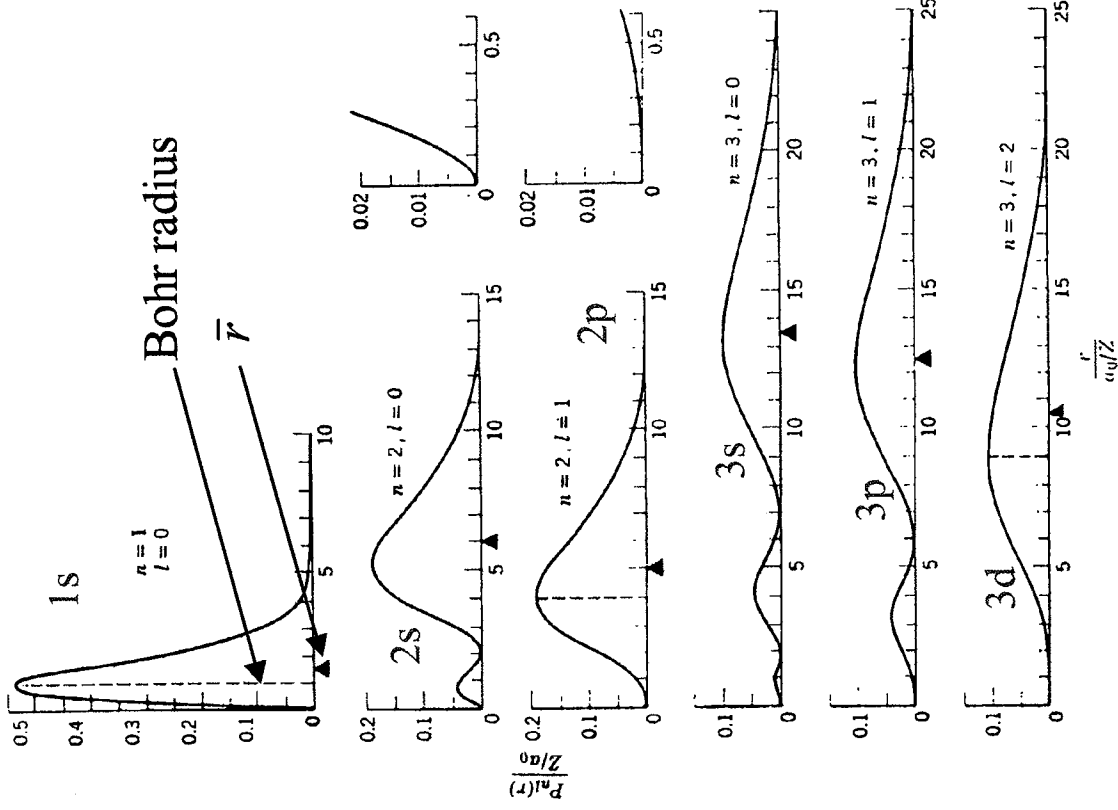 1s
Bohr radius
r̄
n = 1
l = 0
0.5
0.4
0.3
0.2
0.1
0
5
10
2s
n = 2, l = 0
0.2
0.1
0
5
10
15
0.02
0.01
0
0.5
2p
n = 2, l = 1
0.2
0.1
0
5
10
15
0.02
0.01
0
0.5
P_nl(r)
Z/a₀
3s
n = 3, l = 0
0.1
0
5
10
15
20
3p
n = 3, l = 1
0.1
0
5
10
15
20
25
3d
n = 3, l = 2
0.1
0
5
10
15
20
25
r
a₀/Z